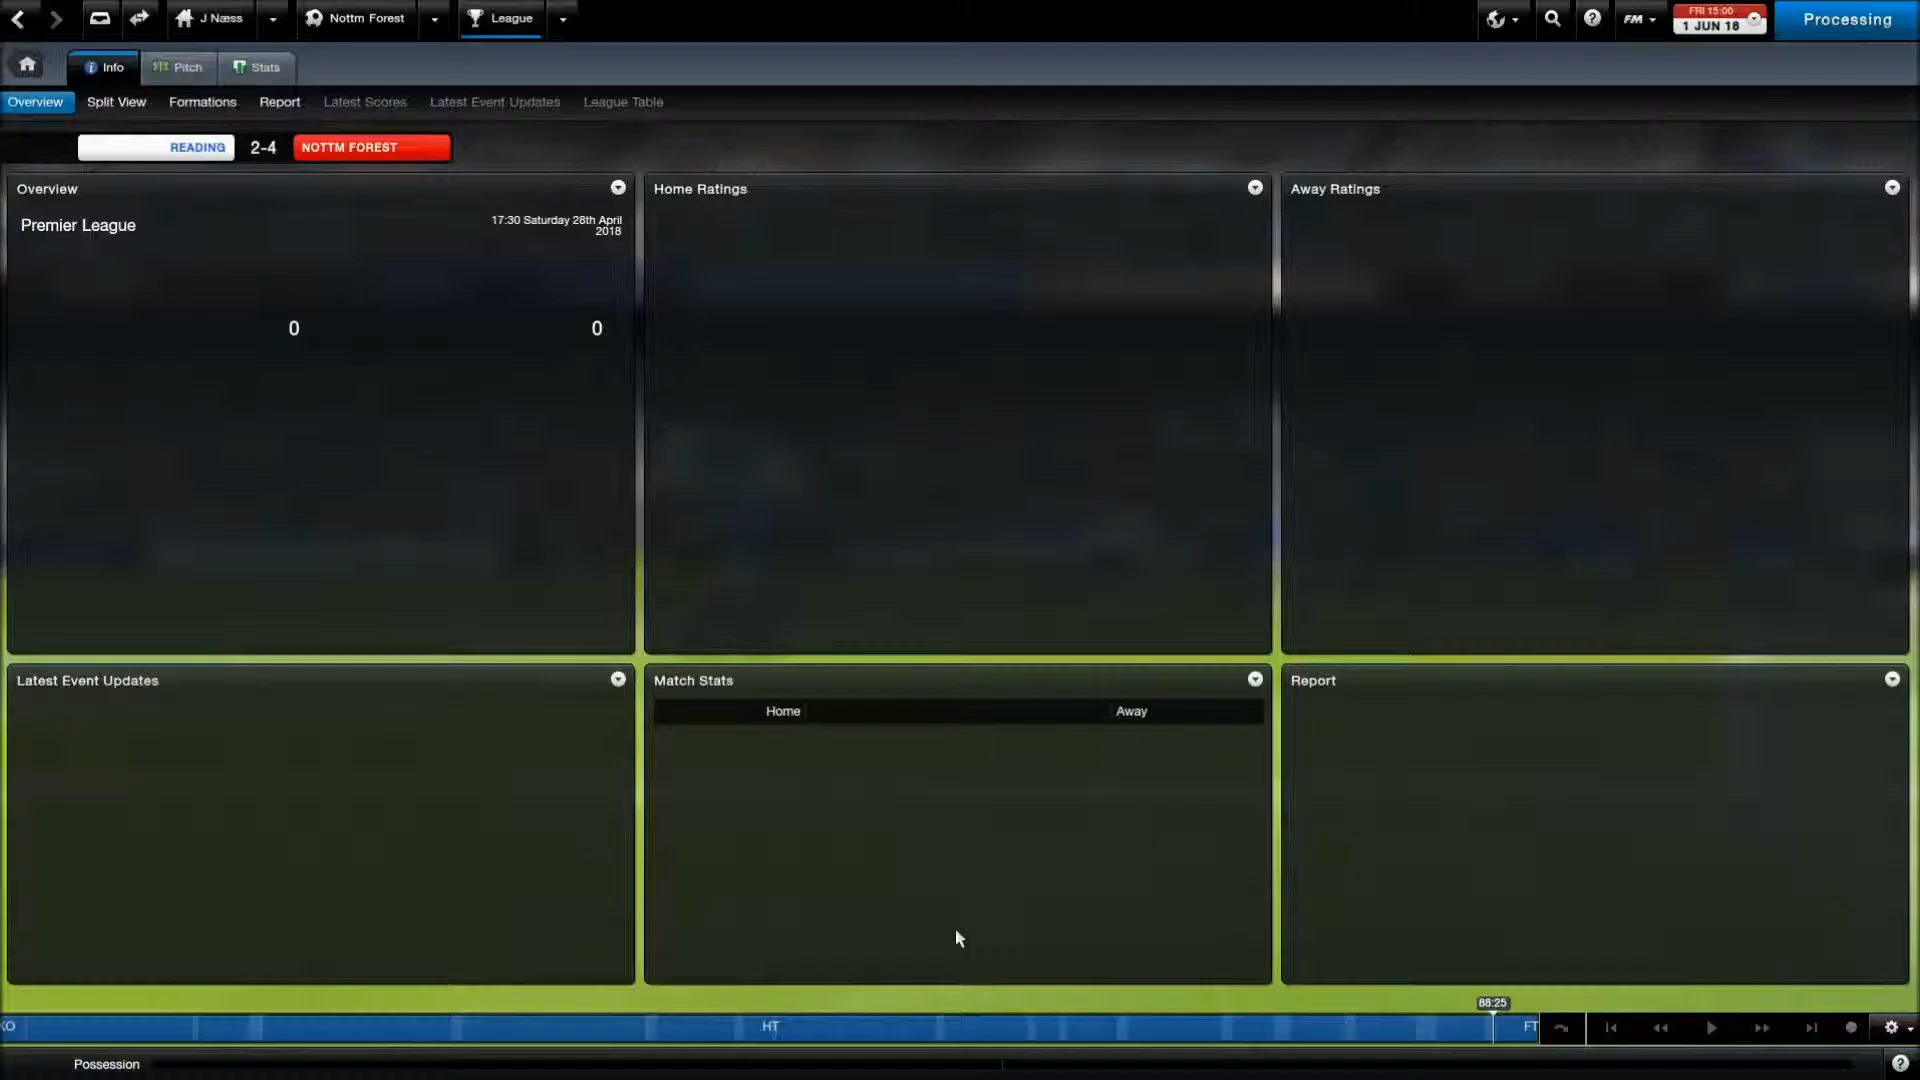 J Næss
Nottm Forest
League
FM
FRI 15:00
1 JUN 18
Processing
Info
Pitch
Stats
Overview
Split View
Formations
Report
Latest Scores
Latest Event Updates
League Table
READING
2-4
NOTTM FOREST
Overview
Home Ratings
Away Ratings
Premier League
17:30 Saturday 28th April
2018
0
0
Latest Event Updates
Match Stats
Report
Home
Away
88:25
KO
HT
FT
Possession